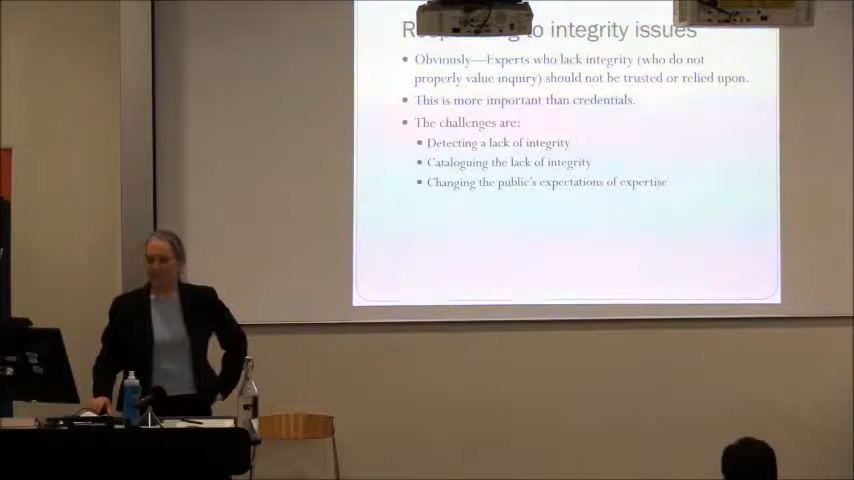 to integrity issues
• Obviously—Experts who lack integrity (who do not
properly value inquiry) should not be trusted or relied upon.
• This is more important than credentials.
• The challenges are:
• Detecting a lack of integrity
• Cataloguing the lack of integrity
• Changing the public's expectations of expertise